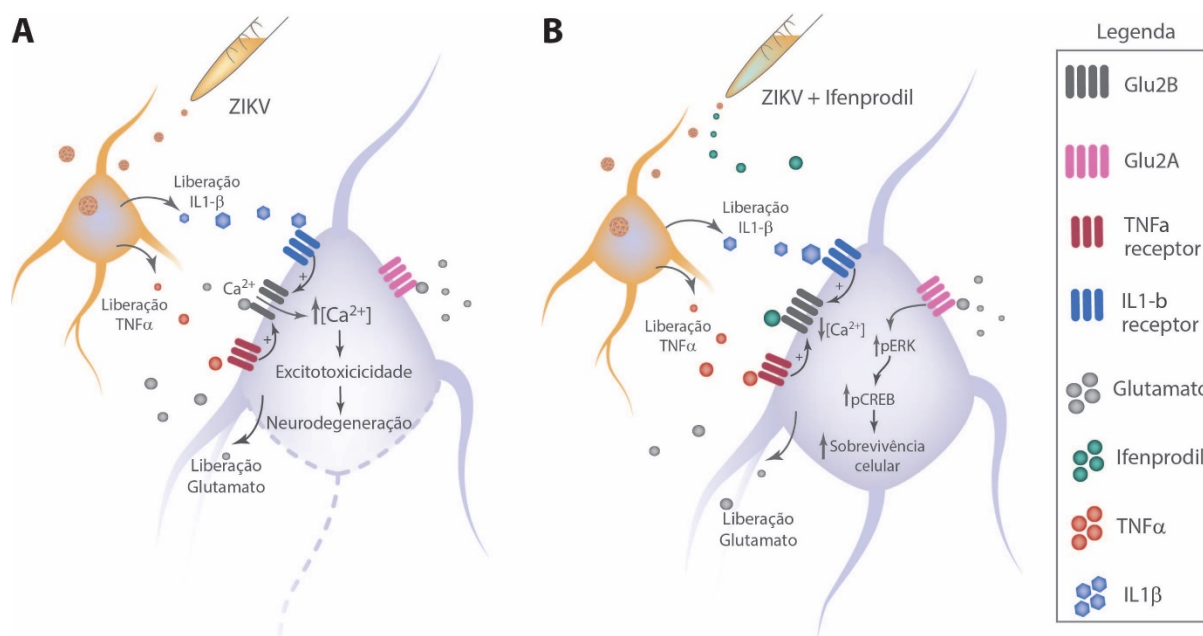 A
ZIKV
Liberação
IL1-β
Liberação
TNFα
Ca²⁺
+
↑[Ca²⁺]
+
Excitotoxicicidade
Neurodegeneração
Liberação
Glutamato
B
ZIKV + Ifenprodil
Liberação
IL1-β
Liberação
TNFα
+
↓[Ca²⁺]
+
↑pERK
↑pCREB
↑Sobrevivência
celular
Liberação
Glutamato
Legenda
Glu2B
Glu2A
TNFa
receptor
IL1-b
receptor
Glutamato
Ifenprodil
TNFα
IL1β